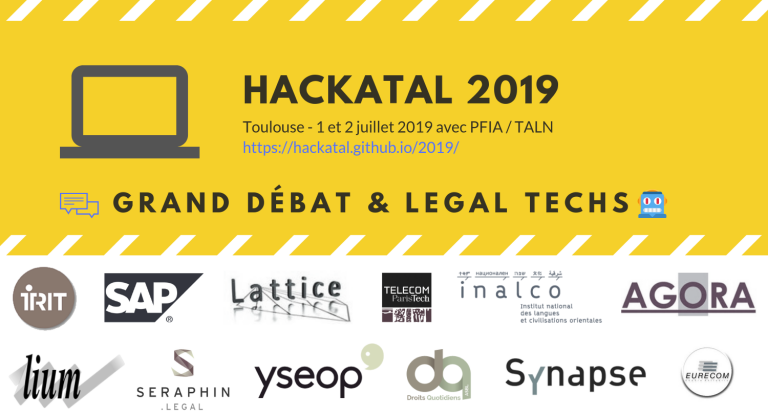 HACKATAL 2019
Toulouse - 1 et 2 juillet 2019 avec PFIA / TALN
https://hackatal.github.io/2019/
GRAND DÉBAT & LEGAL TECHS
IRIT
SAP®
Lattice
TELECOM
ParisTech
inalco
Institut national
des langues
et civilisations orientales
AGORA
lium
SERAPHIN
.LEGAL
yseop
dq
Droits Quotidiens
Synapse
EURECOM